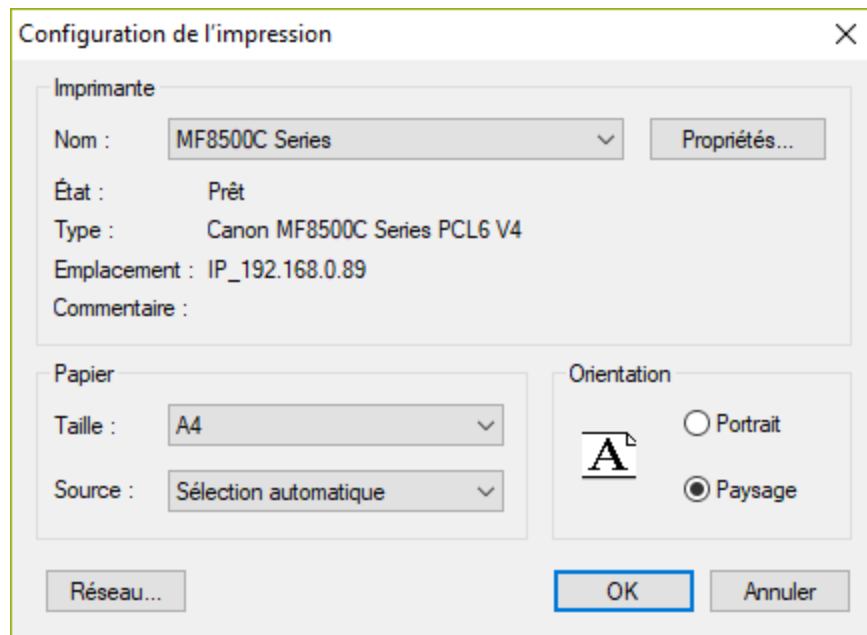 Configuration de l'impression
Imprimante
Nom : MF8500C Series Propriétés...
État : Prêt
Type : Canon MF8500C Series PCL6 V4
Emplacement : IP_192.168.0.89
Commentaire :
Papier Orientation
Taille : A4 Portrait
A
Source : Sélection automatique Paysage
Réseau... OK Annuler